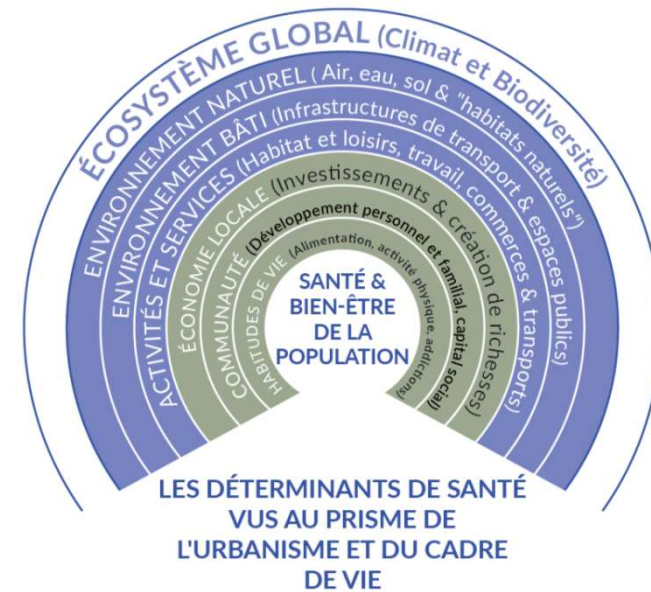 ÉCOSYSTÈME GLOBAL (Climat et Biodiversité)
ENVIRONNEMENT NATUREL ( Air, eau, sol & "habitats naturels")
ENVIRONNEMENT BÂTI (Infrastructures de transport & espaces publics)
ACTIVITÉS ET SERVICES (Habitat et loisirs, travail, commerces & transports)
ÉCONOMIE LOCALE (Investissements & création de richesses)
COMMUNAUTÉ (Développement personnel et familial, capital social)
HABITUDES DE VIE (Alimentation, activité physique, addictions)
SANTÉ &
BIEN-ÊTRE
DE LA
POPULATION
LES DÉTERMINANTS DE SANTÉ
VUS AU PRISME DE
L'URBANISME ET DU CADRE
DE VIE